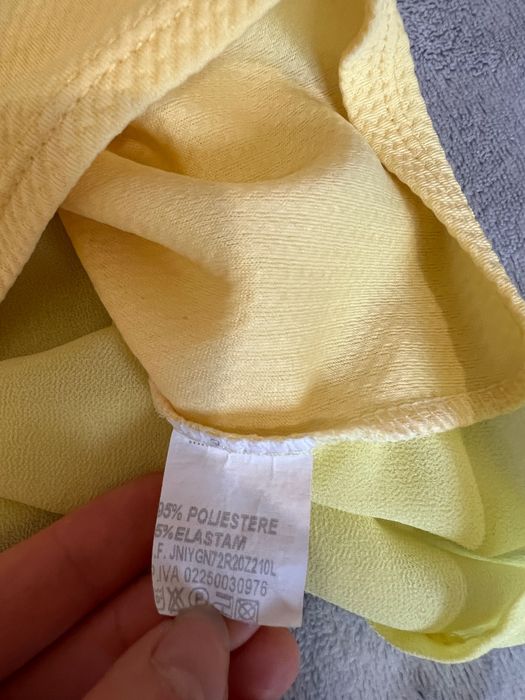 95% POLIESTERE
5%ELASTAM
.F. JNIYGN72R20Z210L
P.IVA 02250030976